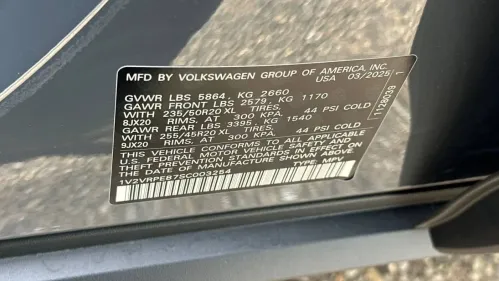 MFD BY VOLKSWAGEN GROUP OF AMERICA, INC.
USA 03/2025
GVWR LBS 5864, KG 2660
GAWR FRONT LBS 2579, KG 1170
WITH 235/50R20 XL TIRES,
8JX20 RIMS, AT 300 KPA/ 44 PSI COLD
GAWR REAR LBS 3395, KG 1540
WITH 255/45R20 XL TIRES,
9JX20 RIMS, AT 300 KPA/ 44 PSI COLD
THIS VEHICLE CONFORMS TO ALL APPLICABLE
U.S. FEDERAL MOTOR VEHICLE SAFETY AND
THEFT PREVENTION STANDARDS IN EFFECT ON
THE DATE OF MANUFACTURE SHOWN ABOVE.
1V2VRPEB7SC003254 TYPE: MPV
1128039 1